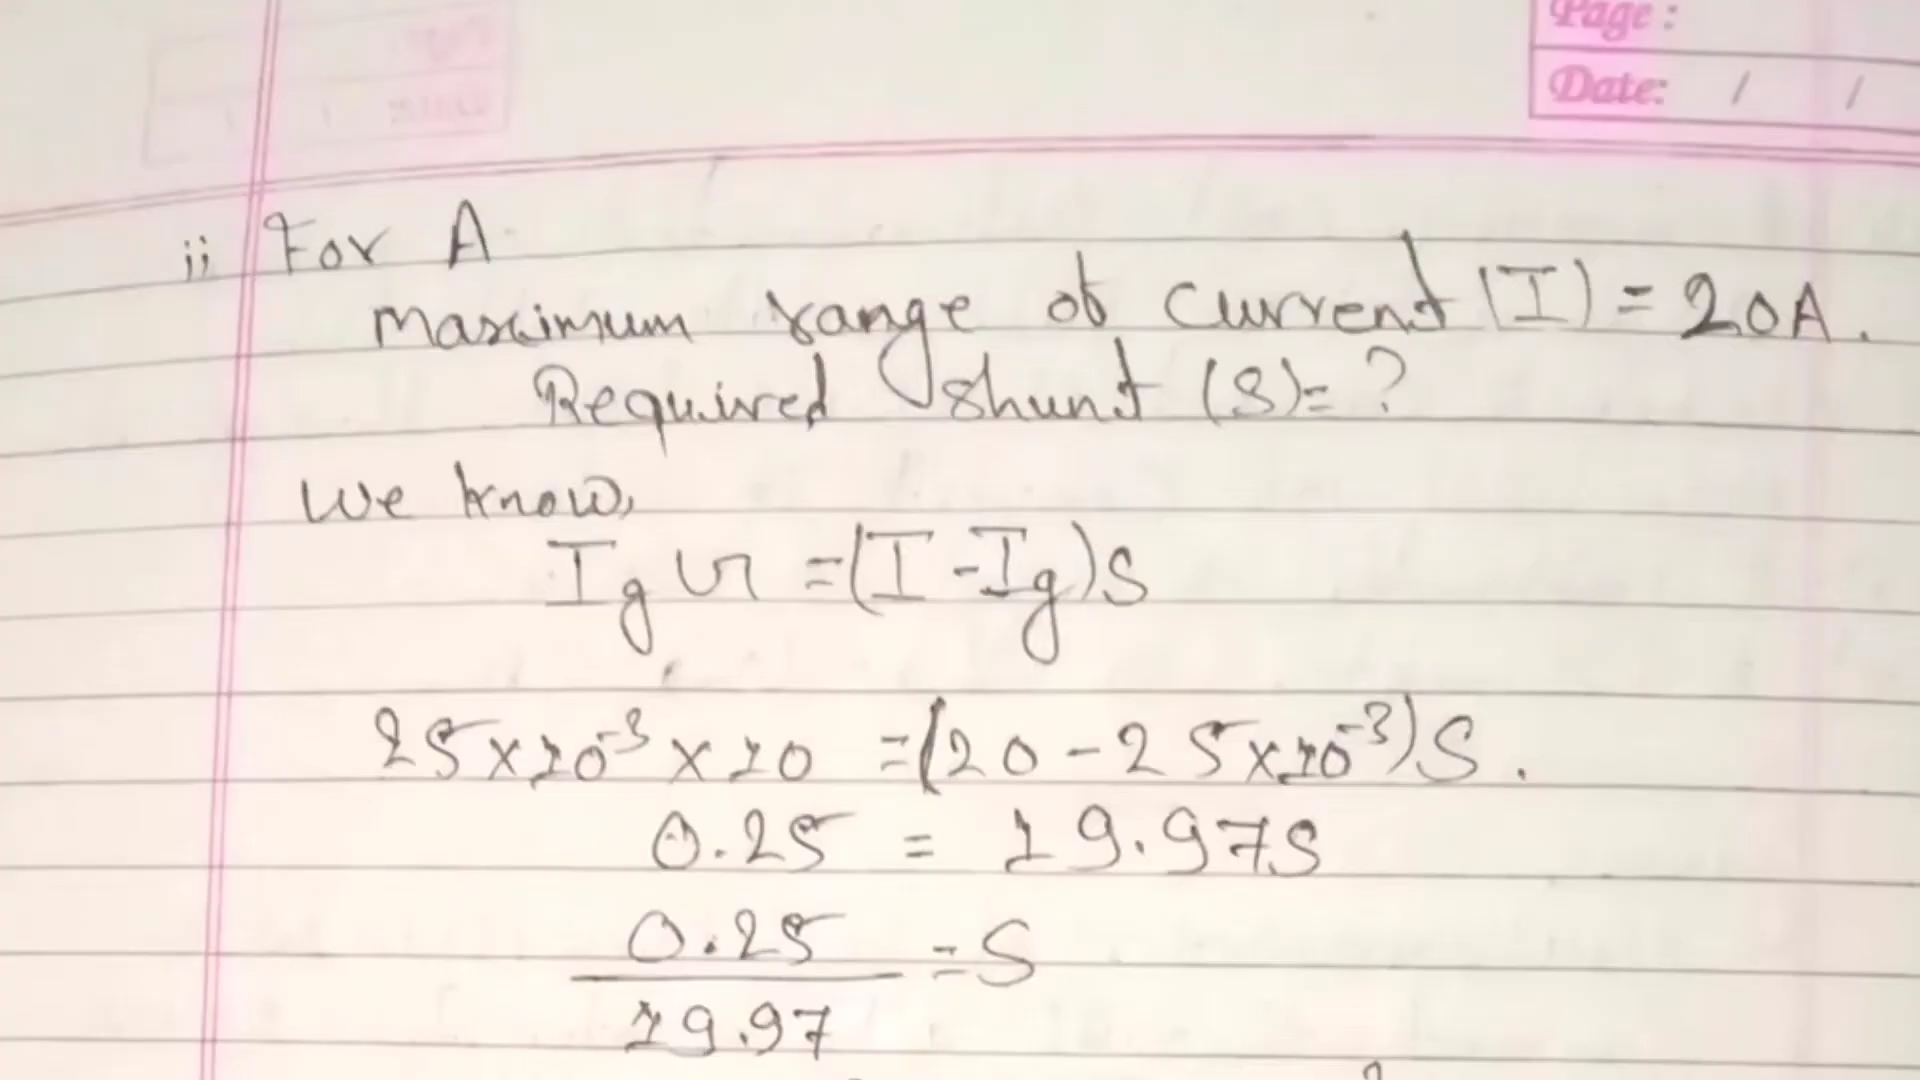 Page :
Date: / /
ii For A
Maximum range of current (I) = 20A.
Required shunt (S) = ?
We know,
Ig r = (I - Ig)S
25×10⁻³ × 10 = (20 - 25×10⁻³)S.
0.25 = 19.97S
0.25 / 19.97 = S